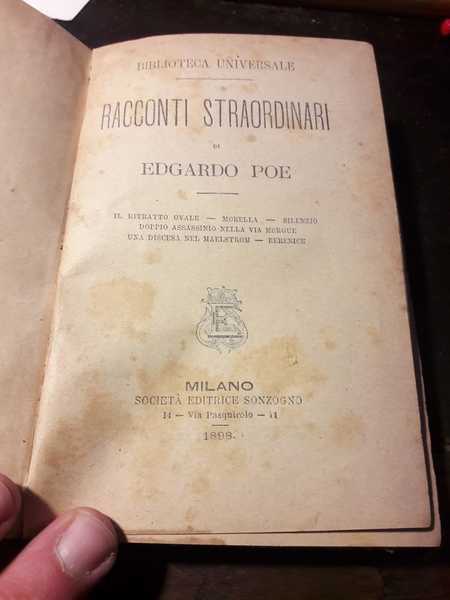 BIBLIOTECA UNIVERSALE
RACCONTI STRAORDINARI
DI
EDGARDO POE
IL RITRATTO OVALE — MORELLA — SILENZIO
DOPPIO ASSASSINIO NELLA VIA MORGUE
UNA DISCESA NEL MAELSTROM — BERENICE
MILANO
SOCIETÀ EDITRICE SONZOGNO
14 — Via Pasquirolo — 14
1898.